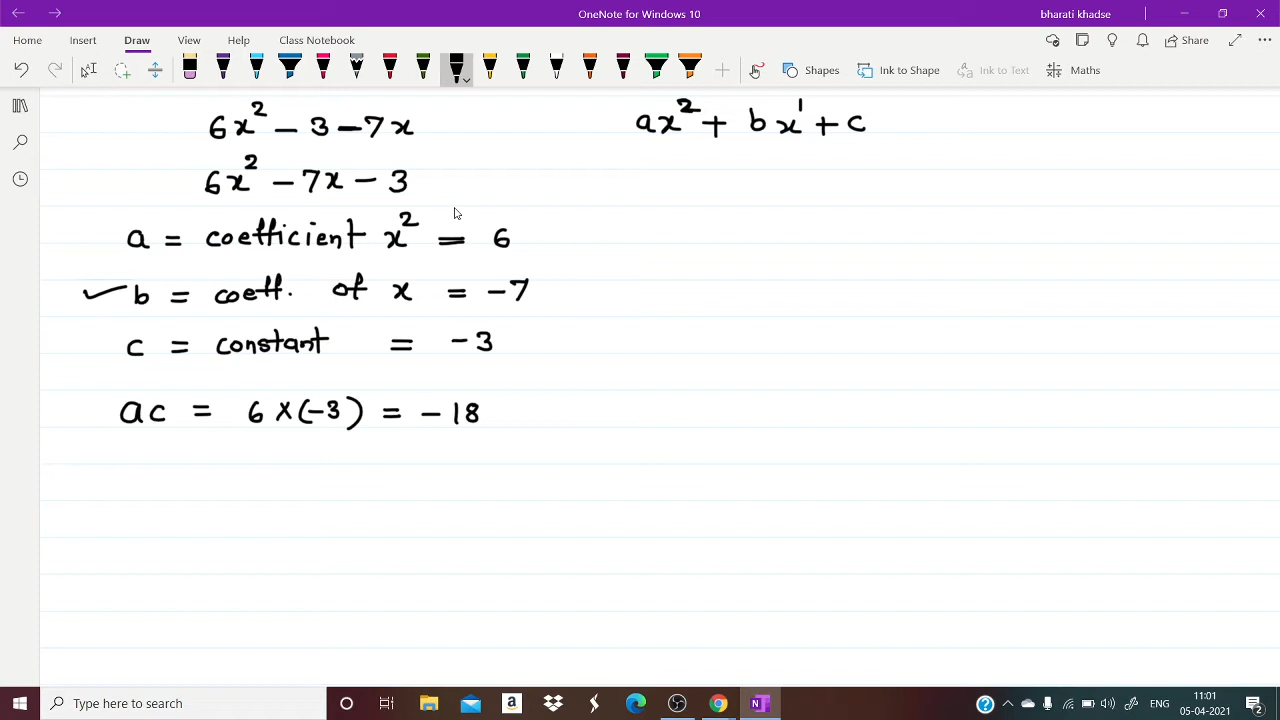 OneNote for Windows 10
bharati khadse
Home Insert Draw View Help Class Notebook
Share
Shapes Ink to Shape Ink to Text Maths
6x² - 3 - 7x
ax² + bx¹ + c
6x² - 7x - 3
a = coefficient x² = 6
✓ b = coeff. of x = -7
c = constant = -3
ac = 6 × (-3) = -18
Type here to search
ENG
11:01
05-04-2021
2